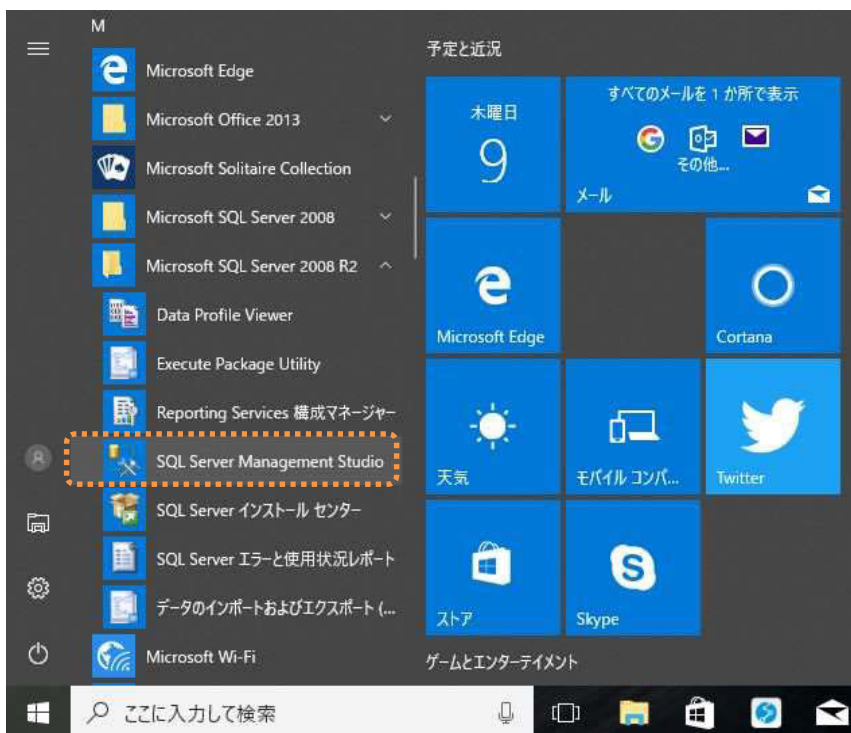 M
Microsoft Edge
Microsoft Office 2013
Microsoft Solitaire Collection
Microsoft SQL Server 2008
Microsoft SQL Server 2008 R2
Data Profile Viewer
Execute Package Utility
Reporting Services 構成マネージャー
SQL Server Management Studio
SQL Server インストール センター
SQL Server エラーと使用状況レポート
データのインポートおよびエクスポート (...
Microsoft Wi-Fi
予定と近況
木曜日
9
すべてのメールを 1 か所で表示
その他...
メール
Microsoft Edge
Cortana
天気
モバイル コンパ...
Twitter
ストア
Skype
ゲームとエンターテイメント
ここに入力して検索